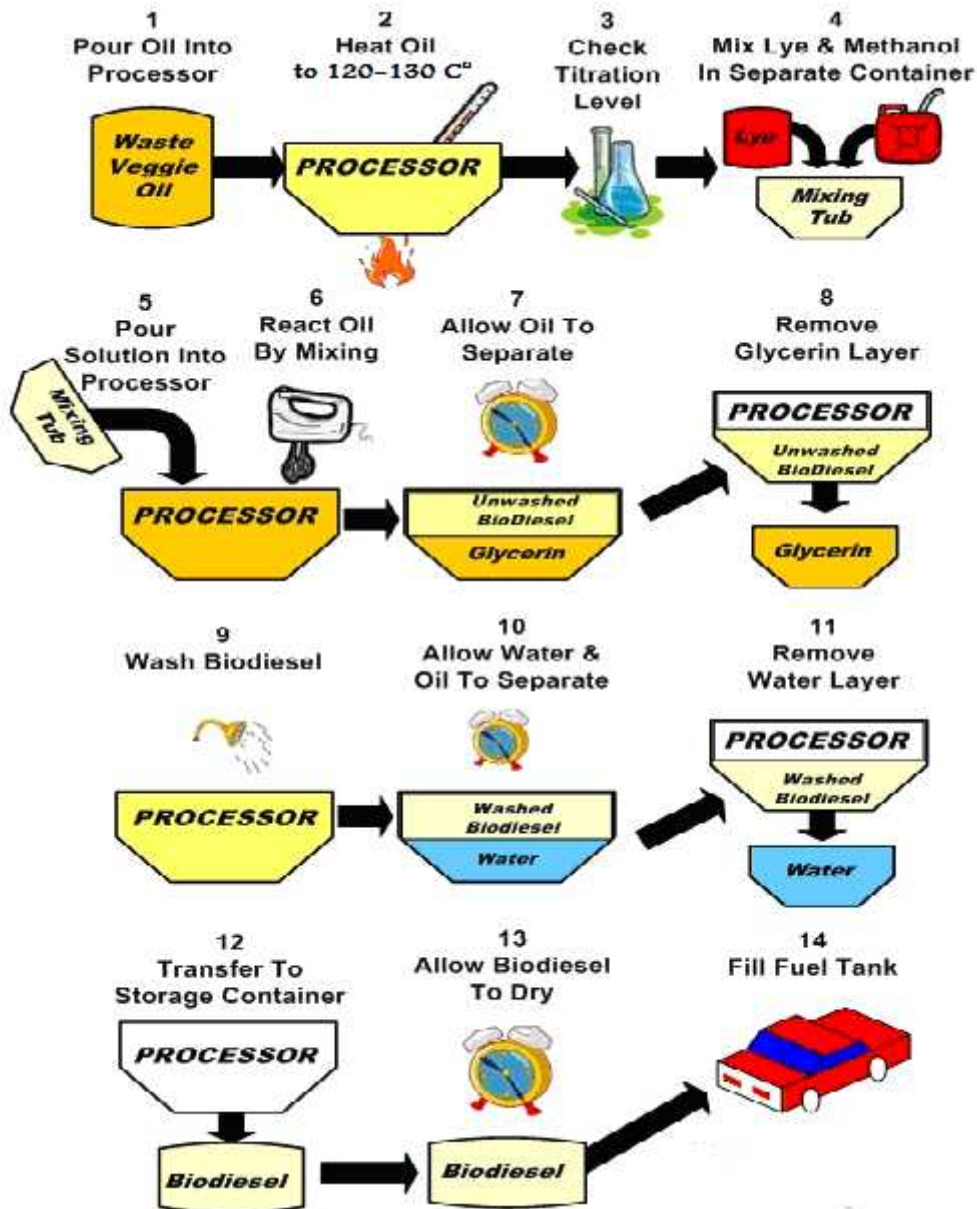 1
Pour Oil Into
Processor
Waste
Veggie
Oil
2
Heat Oil
to 120-130 C°
PROCESSOR
3
Check
Titration
Level
4
Mix Lye & Methanol
In Separate Container
Lye
Mixing
Tub
5
Pour
Solution Into
Processor
Mixing
Tub
6
React Oil
By Mixing
PROCESSOR
7
Allow Oil To
Separate
Unwashed
BioDiesel
Glycerin
8
Remove
Glycerin Layer
PROCESSOR
Unwashed
BioDiesel
Glycerin
9
Wash Biodiesel
PROCESSOR
10
Allow Water &
Oil To Separate
Washed
Biodiesel
Water
11
Remove
Water Layer
PROCESSOR
Washed
Biodiesel
Water
12
Transfer To
Storage Container
PROCESSOR
Biodiesel
13
Allow Biodiesel
To Dry
Biodiesel
14
Fill Fuel Tank